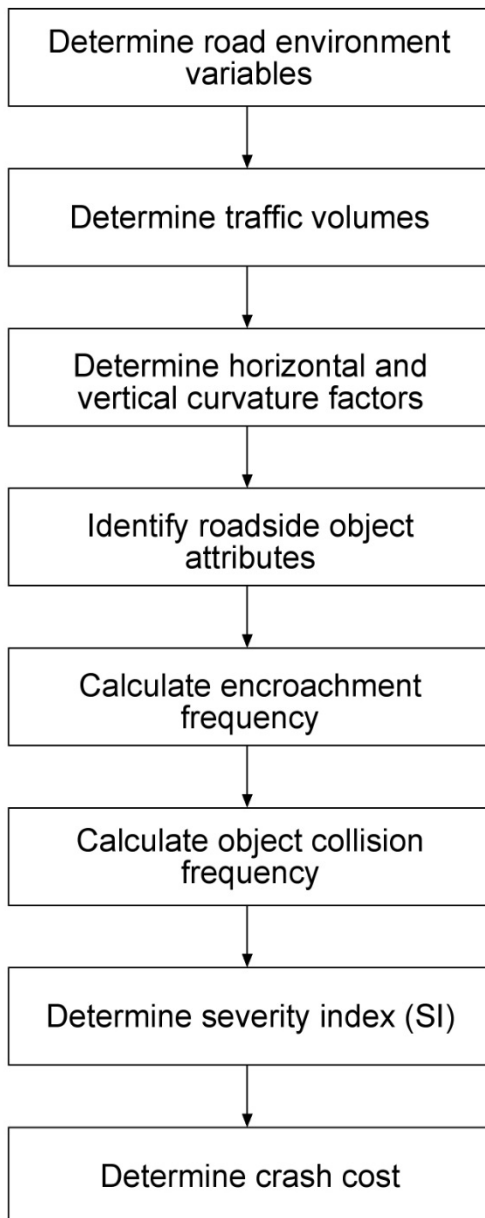 Determine road environment
variables
Determine traffic volumes
Determine horizontal and
vertical curvature factors
Identify roadside object
attributes
Calculate encroachment
frequency
Calculate object collision
frequency
Determine severity index (SI)
Determine crash cost